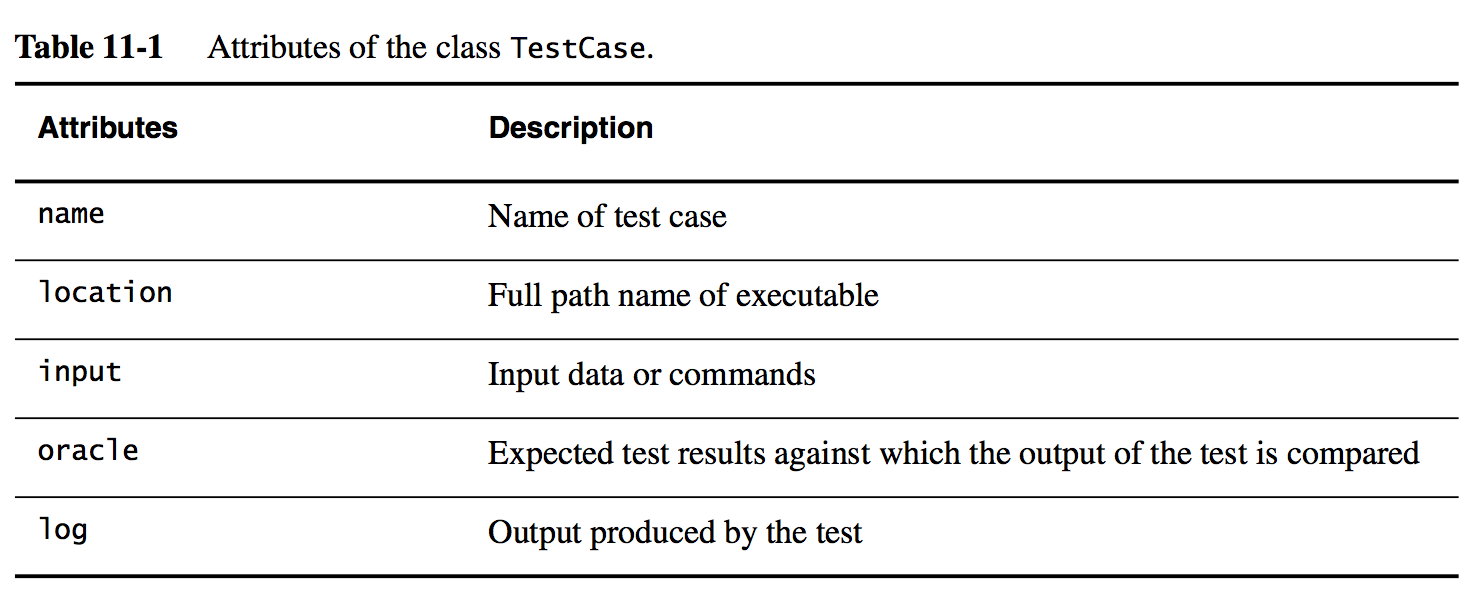 Table 11-1 Attributes of the class TestCase.
Attributes Description
name Name of test case
location Full path name of executable
input Input data or commands
oracle Expected test results against which the output of the test is compared
log Output produced by the test